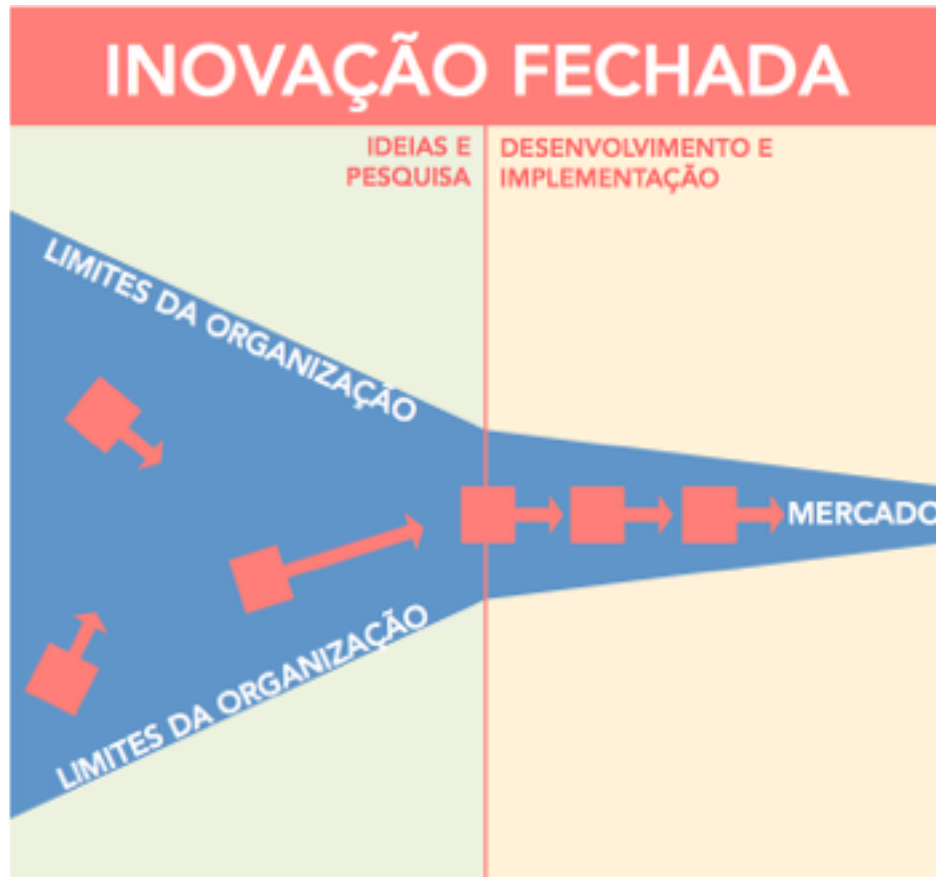 INOVAÇÃO FECHADA
IDEIAS E
PESQUISA
DESENVOLVIMENTO E
IMPLEMENTAÇÃO
LIMITES DA ORGANIZAÇÃO
MERCADO
LIMITES DA ORGANIZAÇÃO